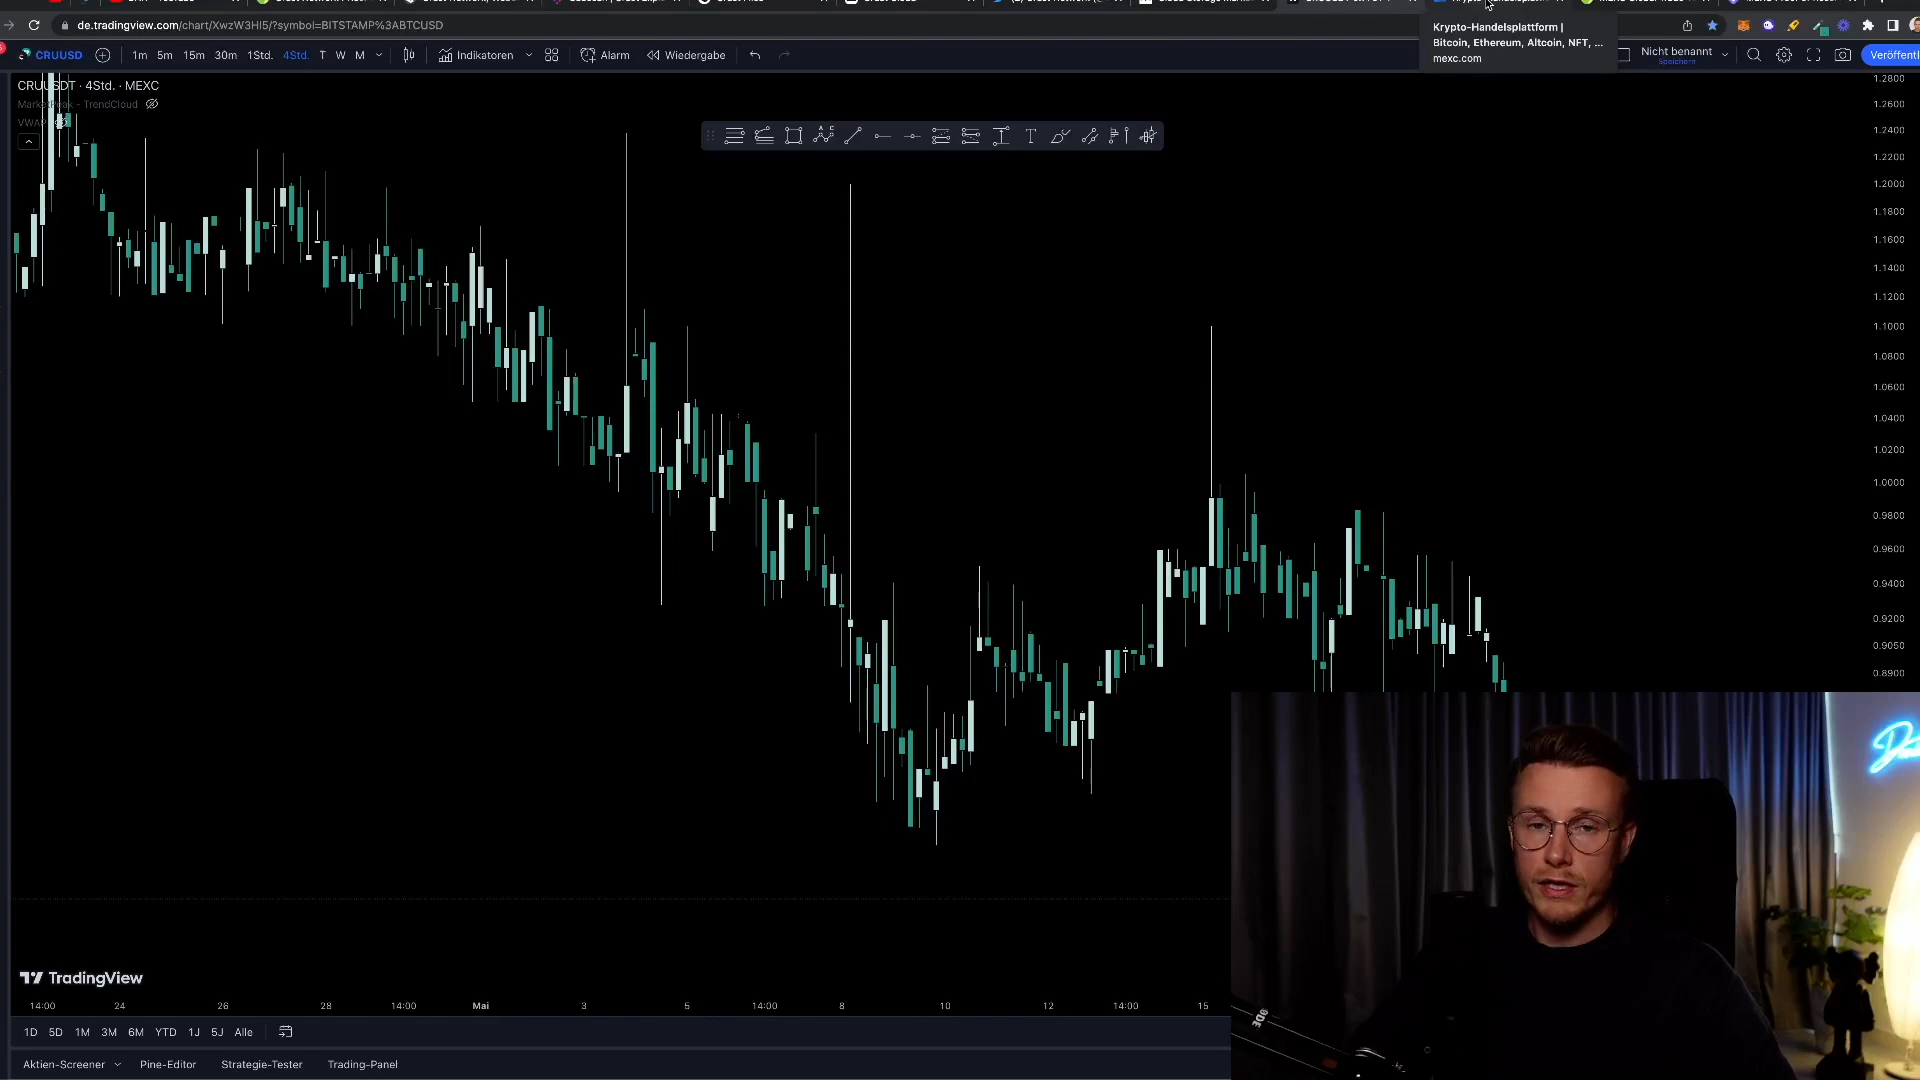 de.tradingview.com/chart/XwzW3HI5/?symbol=BITSTAMP%3ABTCUSD
Krypto-Handelsplattform |
Bitcoin, Ethereum, Altcoin, NFT, ...
mexc.com
CRUUSD 1m 5m 15m 30m 1Std. 4Std. T W M Indikatoren Alarm Wiedergabe Nicht benannt Speichern Veröffentl
CRUUSDT · 4Std. · MEXC
TrendCloud
VWAP
1.2800
1.2600
1.2400
1.2200
1.2000
1.1800
1.1600
1.1400
1.1200
1.1000
1.0800
1.0600
1.0400
1.0200
1.0000
0.9800
0.9600
0.9400
0.9200
0.9050
0.8900
TradingView
14:00 24 26 28 14:00 Mai 3 5 14:00 8 10 12 14:00 15
1D 5D 1M 3M 6M YTD 1J 5J Alle
Aktien-Screener Pine-Editor Strategie-Tester Trading-Panel